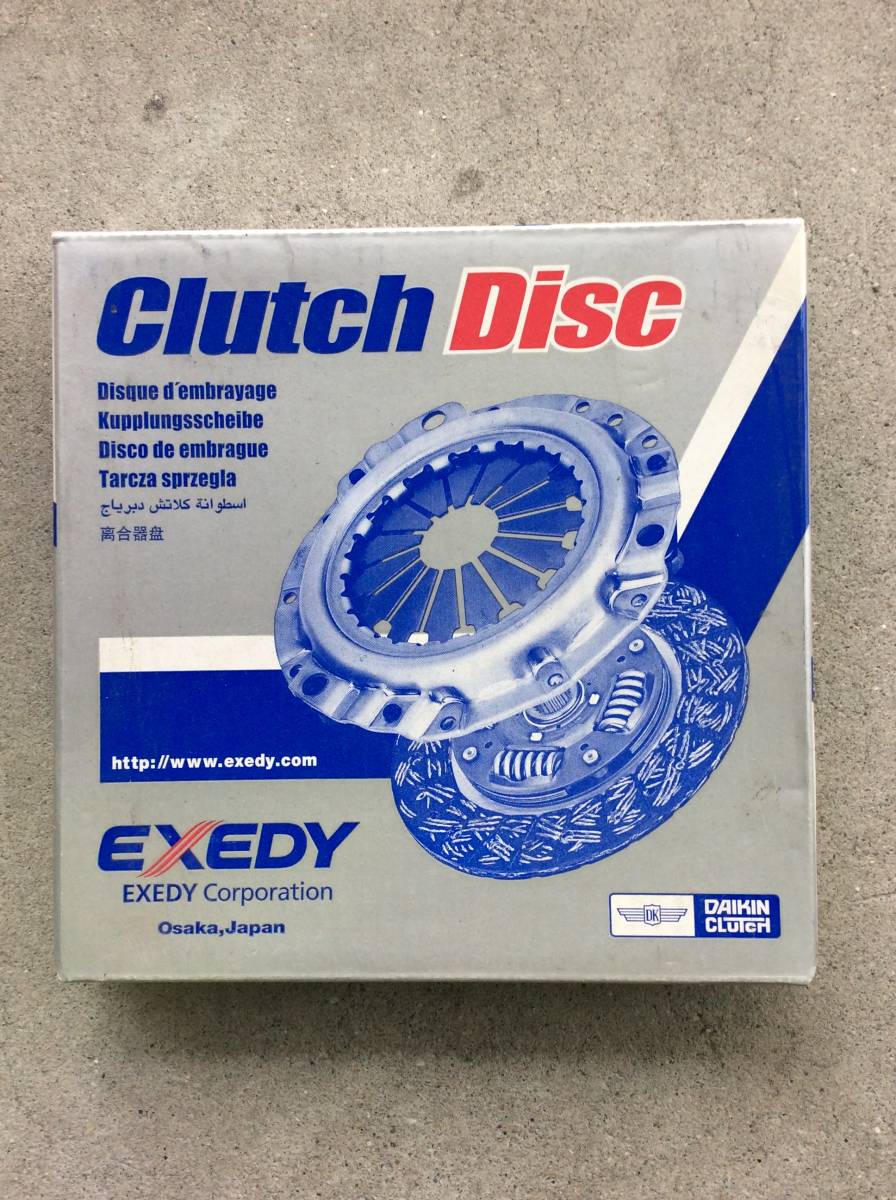 Clutch Disc
Disque d´embrayage
Kupplungsscheibe
Disco de embrague
Tarcza sprzegla
اسطوانة كلاتش دبرياج
离合器盘
http://www.exedy.com
EXEDY
EXEDY Corporation
Osaka,Japan
DK
DAIKIN
CLUTCH